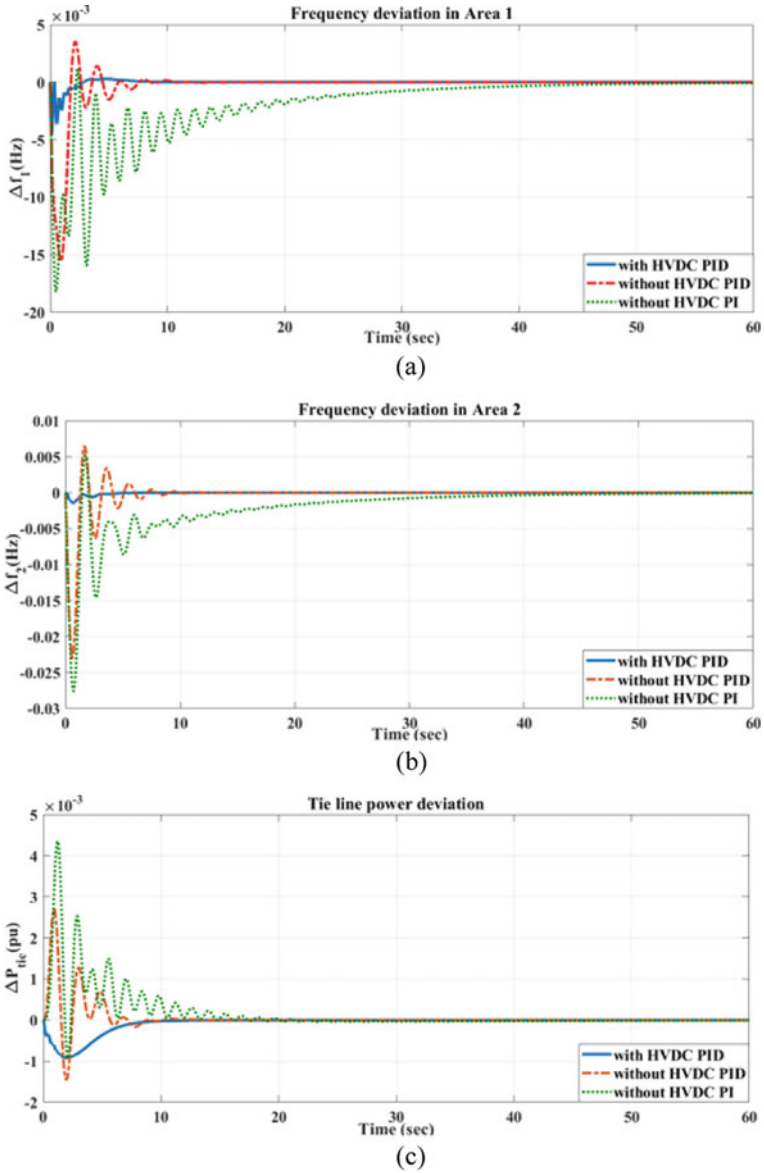 ×10⁻³
Frequency deviation in Area 1
5
0
-5
-10
-15
-20
Δf₁(Hz)
with HVDC PID
without HVDC PID
without HVDC PI
0 10 20 30 40 50 60
Time (sec)
(a)
Frequency deviation in Area 2
0.01
0.005
0
-0.005
-0.01
-0.015
-0.02
-0.025
-0.03
Δf₂(Hz)
with HVDC PID
without HVDC PID
without HVDC PI
0 10 20 30 40 50 60
Time (sec)
(b)
×10⁻³
Tie line power deviation
5
4
3
2
1
0
-1
-2
ΔP_tie(pu)
with HVDC PID
without HVDC PID
without HVDC PI
0 10 20 30 40 50 60
Time (sec)
(c)